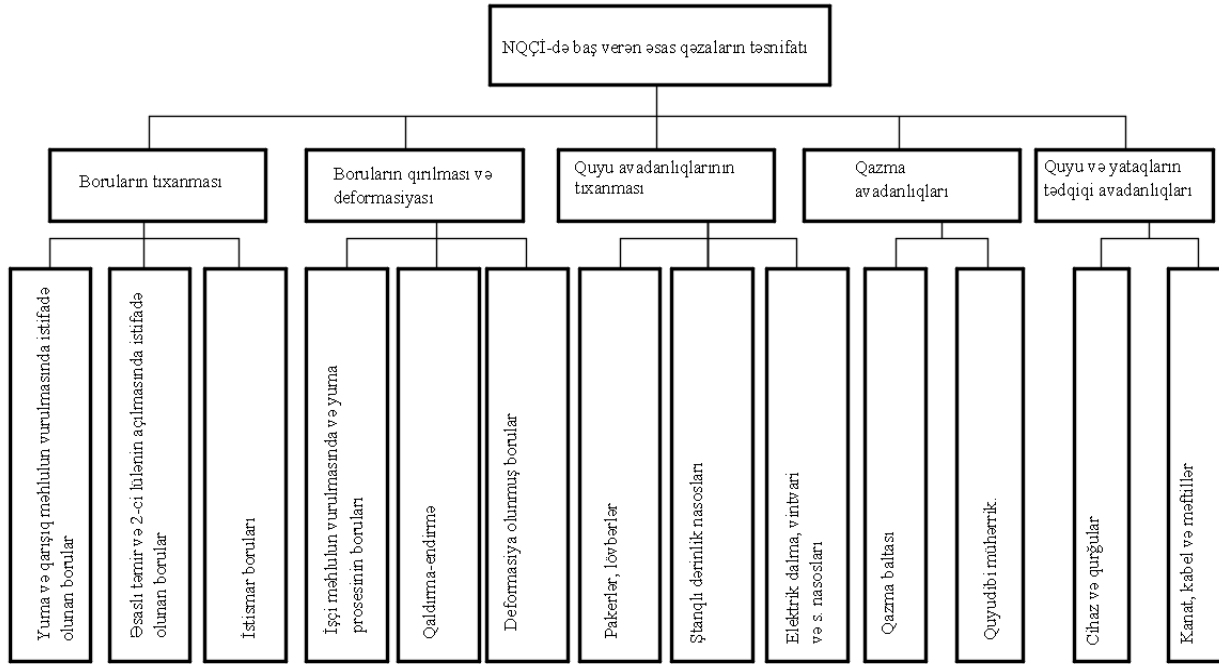 NQÇİ-də baş verən əsas qəzaların təsnifatı
Boruların tıxanması
Boruların qırılması və
deformasiyası
Quyu avadanlıqlarının
tıxanması
Qazma
avadanlıqları
Quyu və yataqların
tədqiqi avadanlıqları
Yuma və qarışıq məhlulun vurulmasında istifadə
olunan borular
Əsaslı təmir və 2-ci lülənin açılmasında istifadə
olunan borular
İstismar boruları
İşçi məhlulun vurulmasında və yuma
prosesinin boruları
Qaldırma-endirmə
Deformasiya olunmuş borular
Pakerlər, lövbərlər
Ştanqlı dərinlik nasosları
Elektrik dalma, vintvari
və s. nasosları
Qazma baltası
Quyudibi mühərrik.
Cihaz və qurğular
Kanat, kabel və məftillər